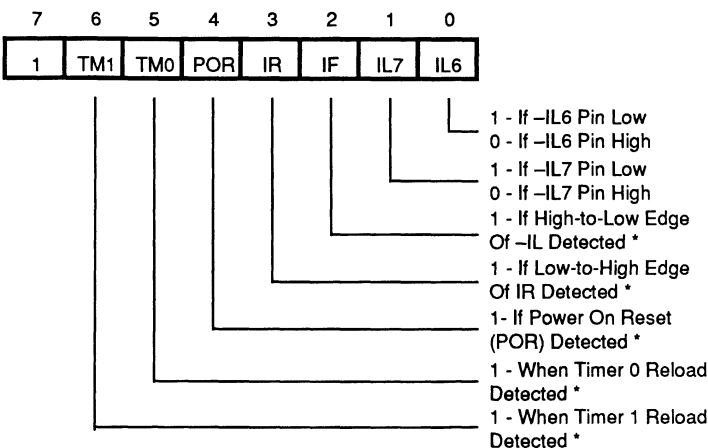 7 6 5 4 3 2 1 0
1 TM1 TM0 POR IR IF IL7 IL6
1 - If –IL6 Pin Low
0 - If –IL6 Pin High
1 - If –IL7 Pin Low
0 - If –IL7 Pin High
1 - If High-to-Low Edge
Of –IL Detected *
1 - If Low-to-High Edge
Of IR Detected *
1- If Power On Reset
(POR) Detected *
1 - When Timer 0 Reload
Detected *
1 - When Timer 1 Reload
Detected *